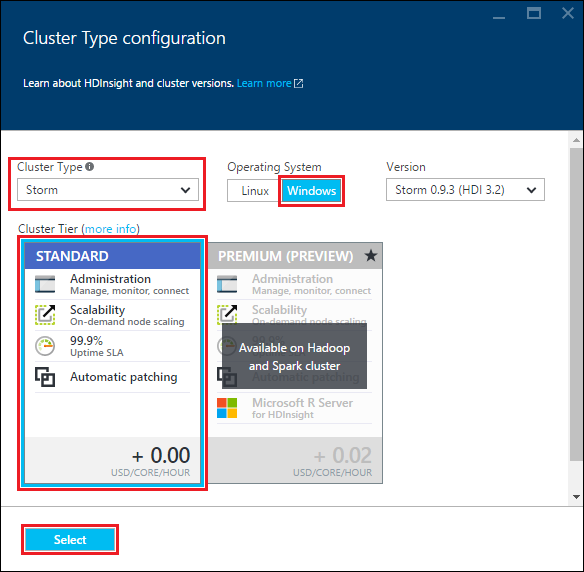 Cluster Type configuration
Learn about HDInsight and cluster versions. Learn more
Cluster Type
Operating System
Version
Storm
Linux
Windows
Storm 0.9.3 (HDI 3.2)
Cluster Tier (more info)
STANDARD
Administration
Manage, monitor, connect
Scalability
On-demand node scaling
99.9%
Uptime SLA
Automatic patching
+ 0.00
USD/CORE/HOUR
PREMIUM (PREVIEW)
Administration
Manage, monitor, connect
Scalability
On-demand node scaling
Available on Hadoop
and Spark cluster
Microsoft R Server
for HDInsight
+ 0.02
USD/CORE/HOUR
Select